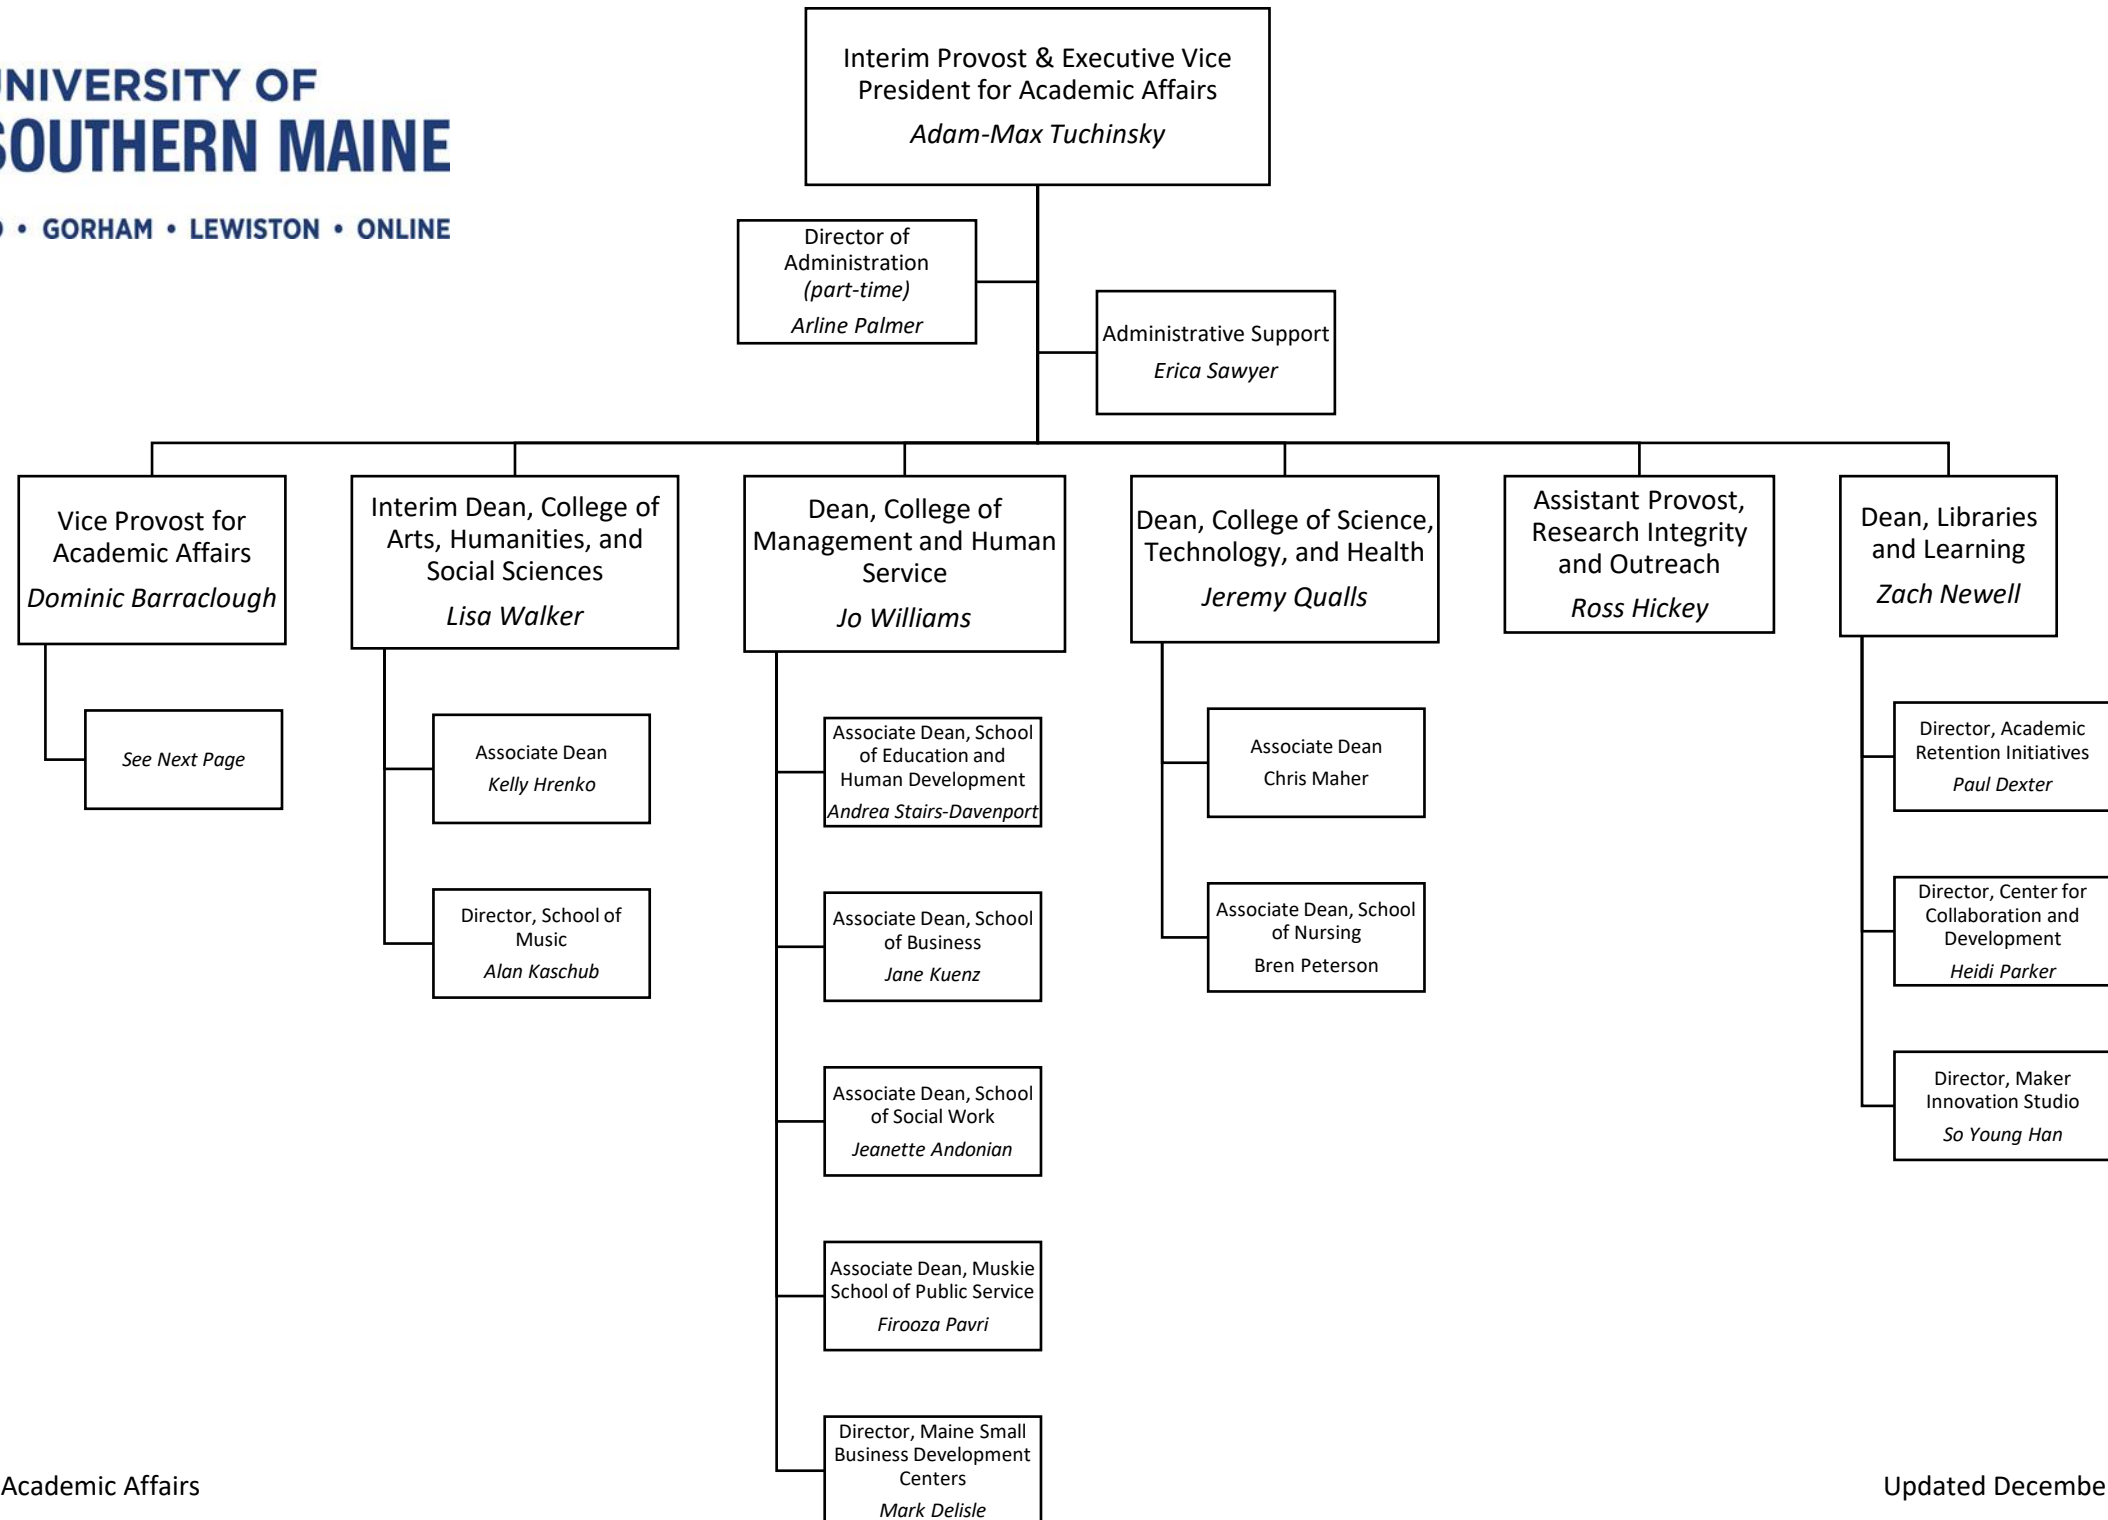 UNIVERSITY OF
SOUTHERN MAINE
• GORHAM • LEWISTON • ONLINE
Interim Provost & Executive Vice
President for Academic Affairs
Adam-Max Tuchinsky
Director of
Administration
(part-time)
Arline Palmer
Administrative Support
Erica Sawyer
Vice Provost for
Academic Affairs
Dominic Barraclough
See Next Page
Interim Dean, College of
Arts, Humanities, and
Social Sciences
Lisa Walker
Associate Dean
Kelly Hrenko
Director, School of
Music
Alan Kaschub
Dean, College of
Management and Human
Service
Jo Williams
Associate Dean, School
of Education and
Human Development
Andrea Stairs-Davenport
Associate Dean, School
of Business
Jane Kuenz
Associate Dean, School
of Social Work
Jeanette Andonian
Associate Dean, Muskie
School of Public Service
Firooza Pavri
Director, Maine Small
Business Development
Centers
Mark Delisle
Dean, College of Science,
Technology, and Health
Jeremy Qualls
Associate Dean
Chris Maher
Associate Dean, School
of Nursing
Bren Peterson
Assistant Provost,
Research Integrity
and Outreach
Ross Hickey
Dean, Libraries
and Learning
Zach Newell
Director, Academic
Retention Initiatives
Paul Dexter
Director, Center for
Collaboration and
Development
Heidi Parker
Director, Maker
Innovation Studio
So Young Han
Academic Affairs
Updated Decembe